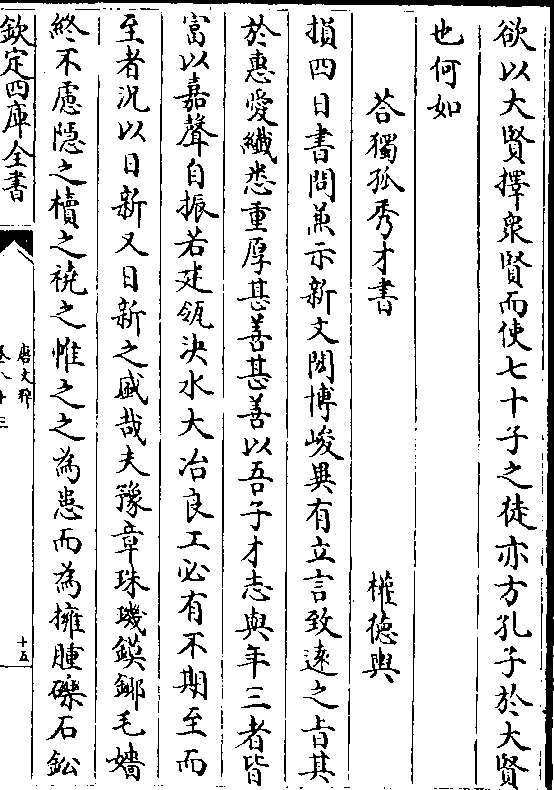 欲以大賢擇衆賢而使七十子之徒亦方孔子於大賢
也何如
荅獨孤秀才書 權徳輿
損四日書問兼示新文閎博峻異有立言致遠之旨其
於惠愛纎悉重厚甚善甚善以吾子才志與年三者皆
富以嘉聲自振若建瓴決水大冶良工必有不期至而
至者況以日新又日新之盛哉夫豫章珠璣鏌鎁毛嬙
終不慮隠之櫝之襓之帷之之為患而為擁腫礫石鈆
欽定四庫全書
唐文粹
卷八十三
十五